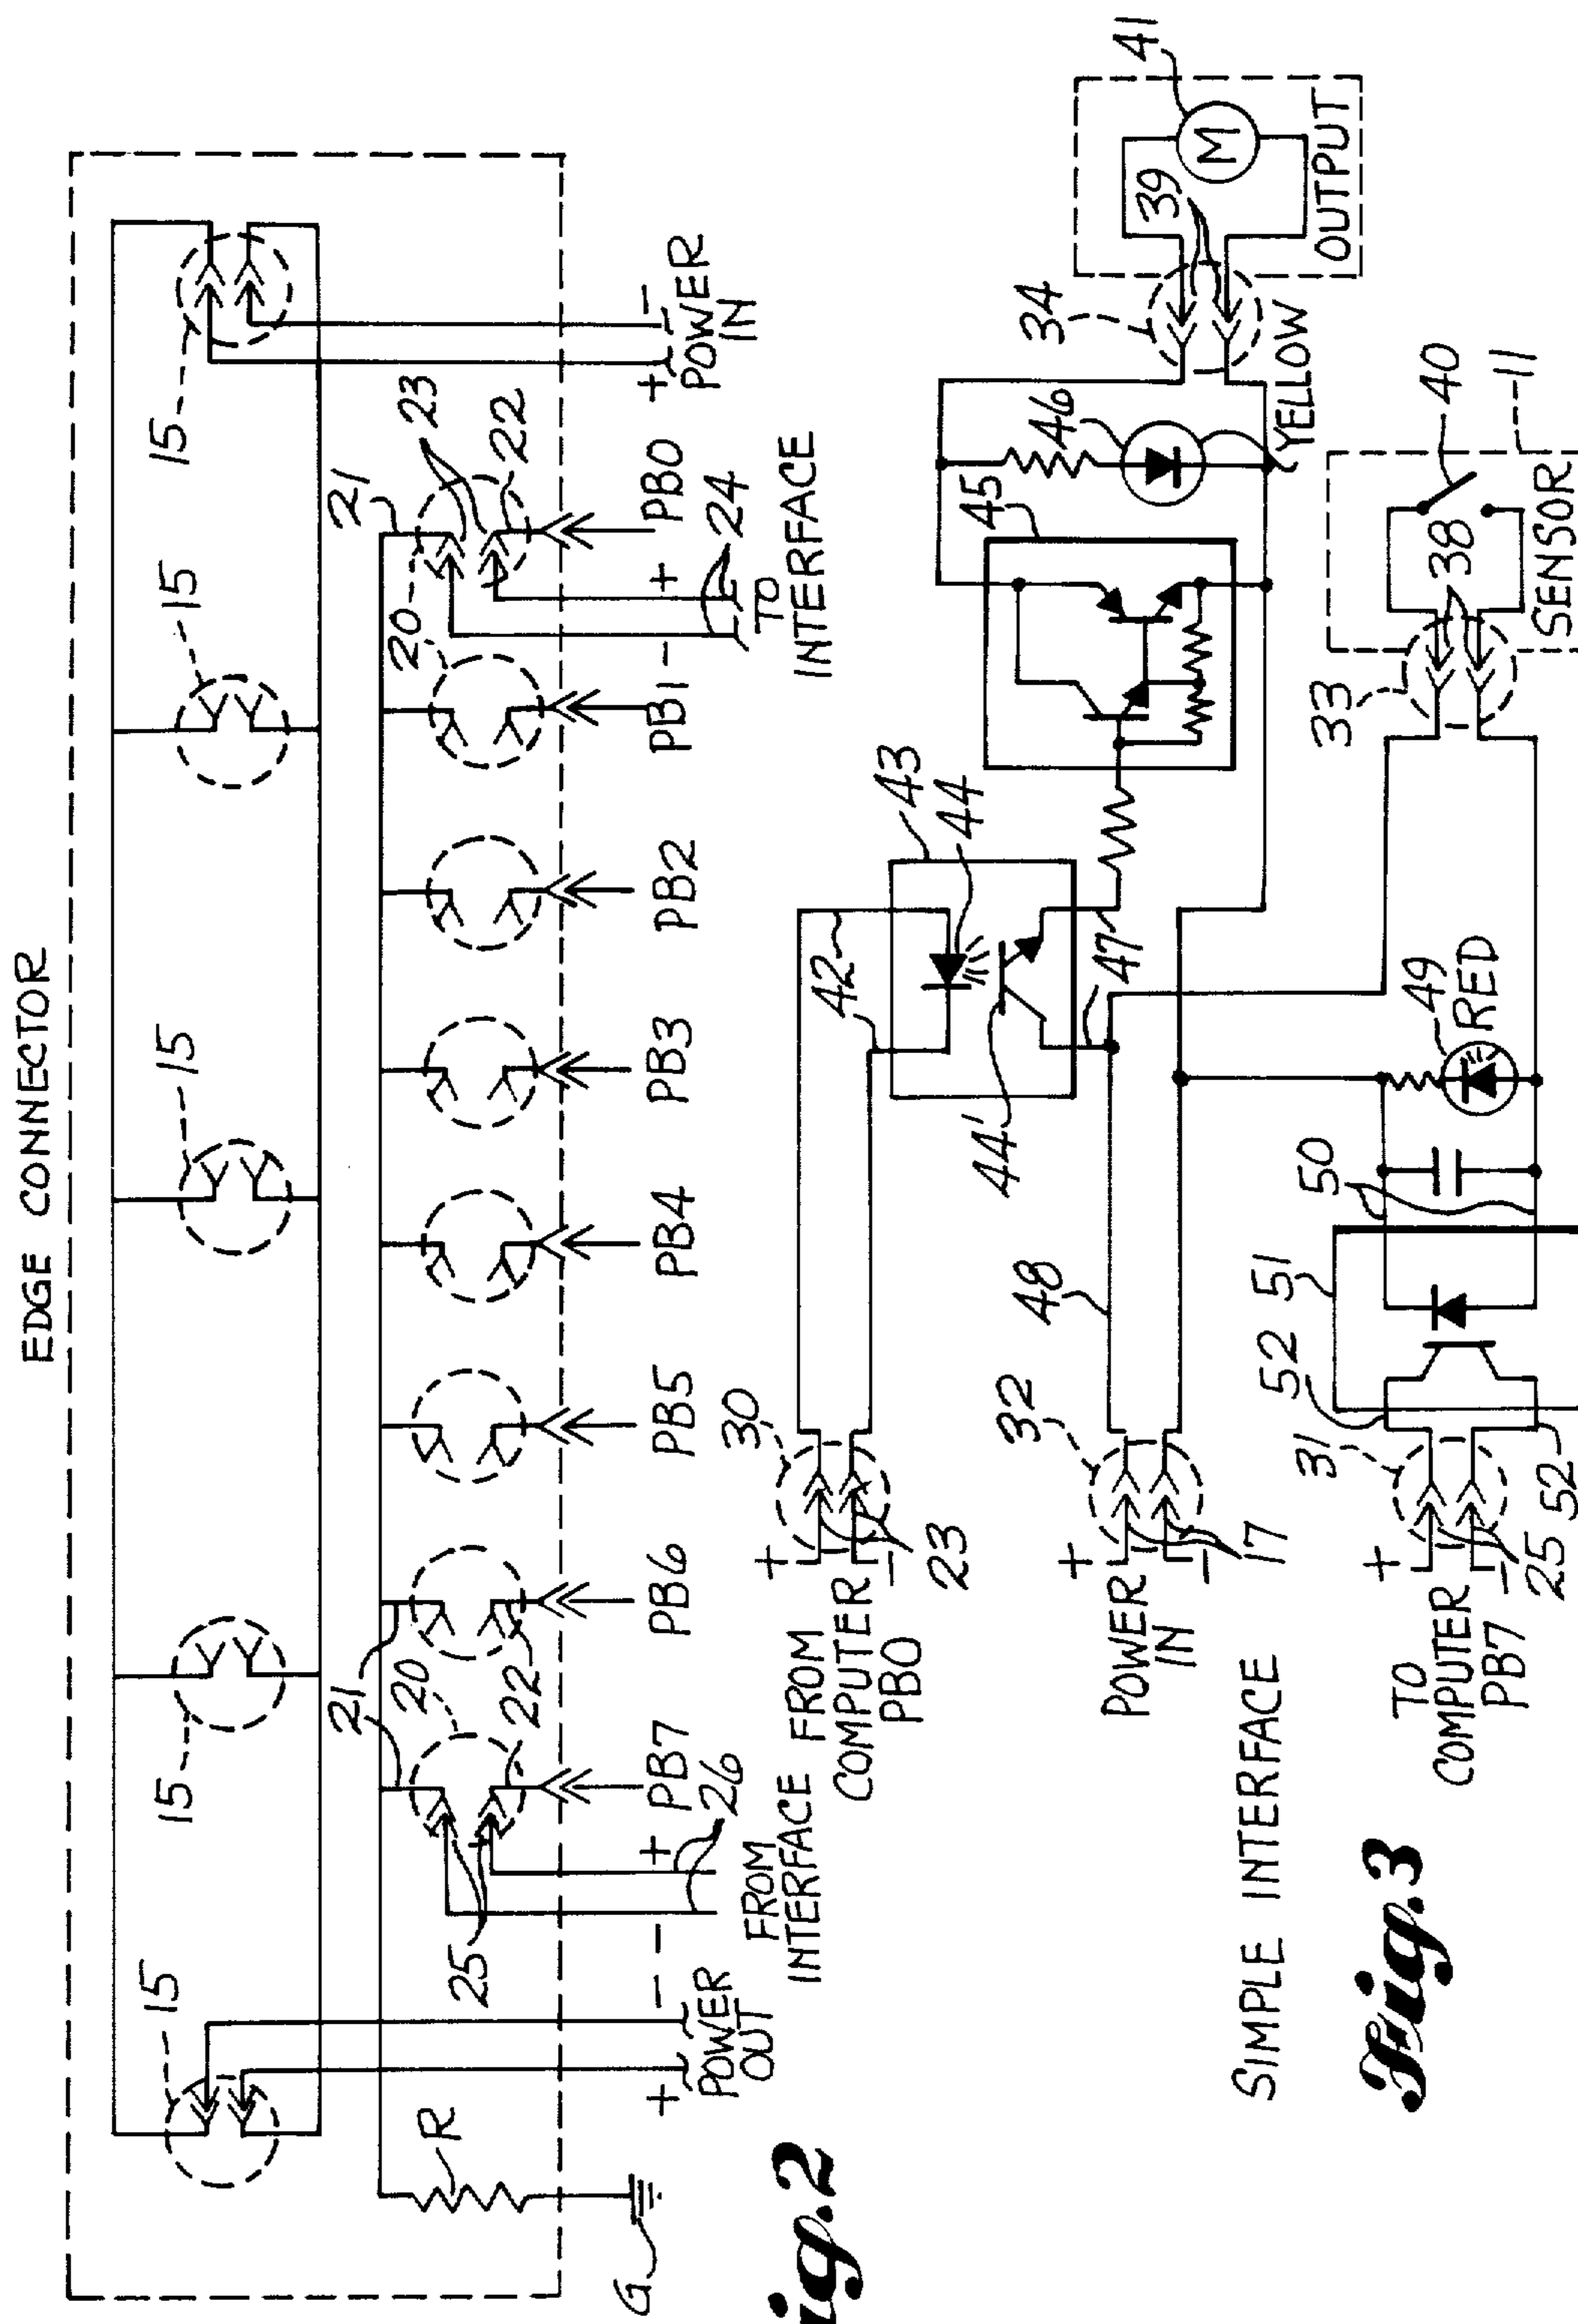 EDGE CONNECTOR
15
15
15
15
15
21
20
22
25
21
20
20
21
23
22
R
G
+
-
POWER
OUT
-
+
26
FROM
INTERFACE
PB7
PB6
PB5
PB4
PB3
PB2
PB1
PB0
-
+
24
TO
INTERFACE
+
-
POWER
IN
ig.2
INTERFACE FROM
COMPUTER
PB0
+
-
23
30
42
43
44
44'
47
45
46
YELLOW
34
39
M
41
OUTPUT
POWER
IN
+
-
17
32
48
SIMPLE INTERFACE
TO
COMPUTER
PB7
+
-
25
31
52
52
51
50
49
RED
33
38
40
11
SENSOR
Fig.3